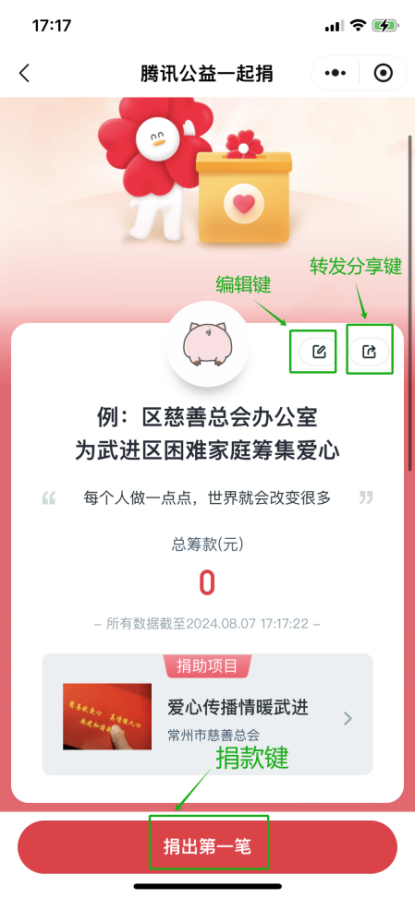 17:17
腾讯公益一起捐
转发分享键
编辑键
例：区慈善总会办公室
为武进区困难家庭筹集爱心
“ 每个人做一点点，世界就会改变很多 ”
总筹款(元)
0
– 所有数据截至2024.08.07 17:17:22 –
捐助项目
爱心传播情暖武进
常州市慈善总会
捐款键
捐出第一笔